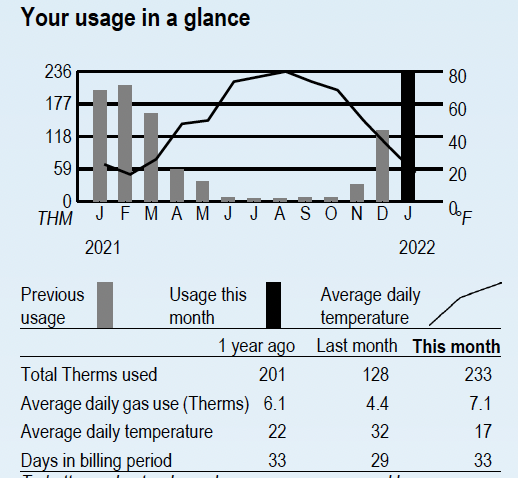 Your usage in a glance
236
177
118
59
0
80
60
40
20
0
THM J F M A M J J A S O N D J °F
2021 2022
Previous usage
Usage this month
Average daily temperature
1 year ago Last month This month
Total Therms used 201 128 233
Average daily gas use (Therms) 6.1 4.4 7.1
Average daily temperature 22 32 17
Days in billing period 33 29 33